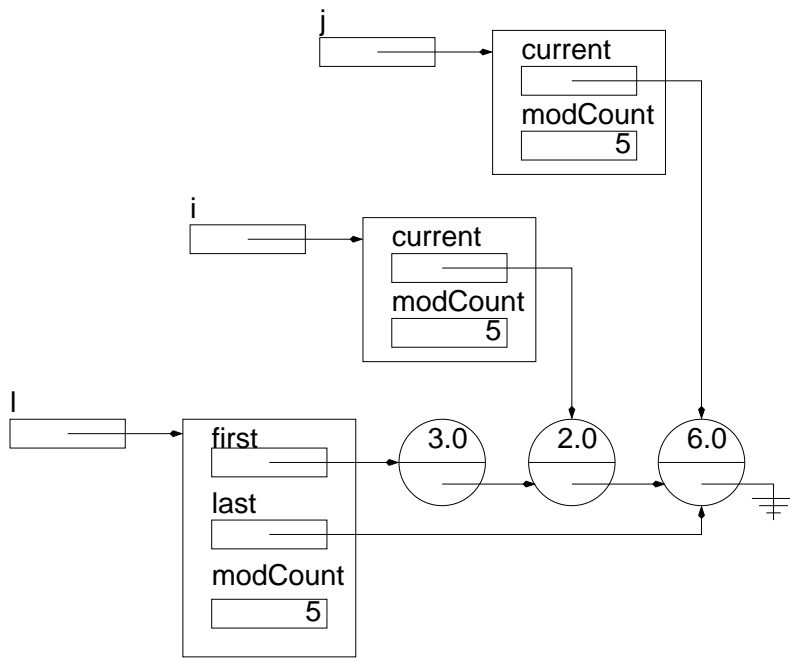 j
current
modCount
5
i
current
modCount
5
l
first
3.0 2.0 6.0
last
modCount
5